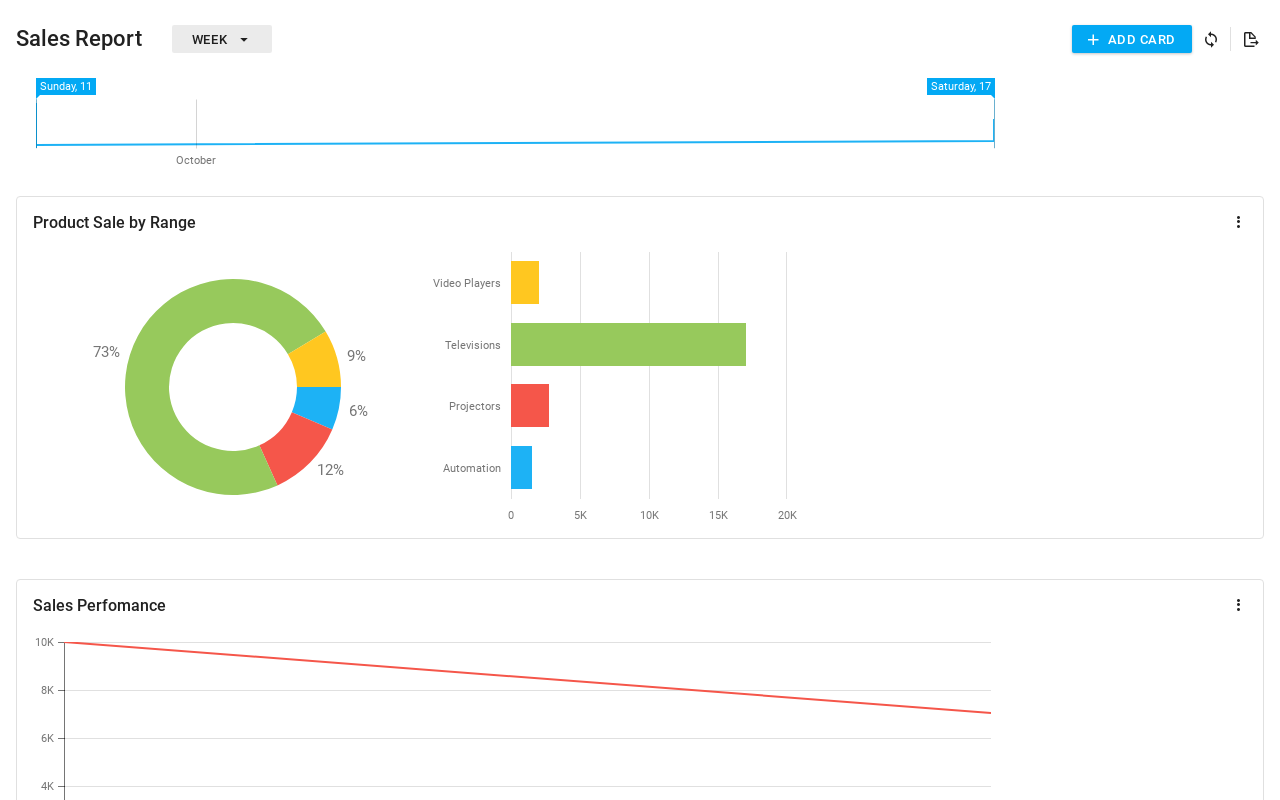 Sales Report
WEEK
ADD CARD
Sunday, 11
Saturday, 17
October
Product Sale by Range
73%
9%
6%
12%
Video Players
Televisions
Projectors
Automation
0
5K
10K
15K
20K
Sales Perfomance
10K
8K
6K
4K